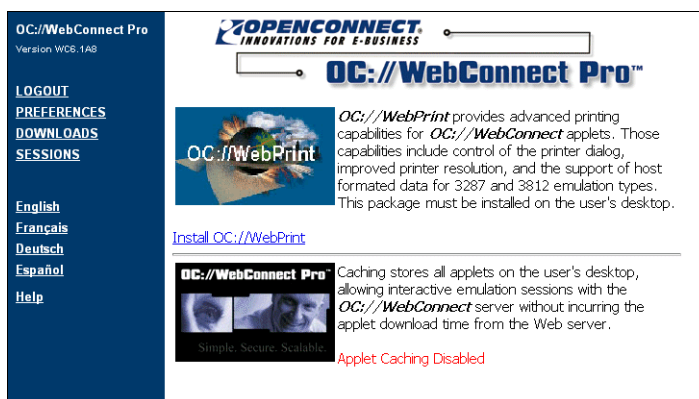 OC://WebConnect Pro
Version WC6.1A8
LOGOUT
PREFERENCES
DOWNLOADS
SESSIONS
English
Français
Deutsch
Español
Help
OPENCONNECT.
INNOVATIONS FOR E-BUSINESS
OC://WebConnect Pro™
OC://WebPrint
OC://WebPrint provides advanced printing
capabilities for OC://WebConnect applets. Those
capabilities include control of the printer dialog,
improved printer resolution, and the support of host
formated data for 3287 and 3812 emulation types.
This package must be installed on the user's desktop.
Install OC://WebPrint
OC://WebConnect Pro™
Simple. Secure. Scalable.
Caching stores all applets on the user's desktop,
allowing interactive emulation sessions with the
OC://WebConnect server without incurring the
applet download time from the Web server.
Applet Caching Disabled